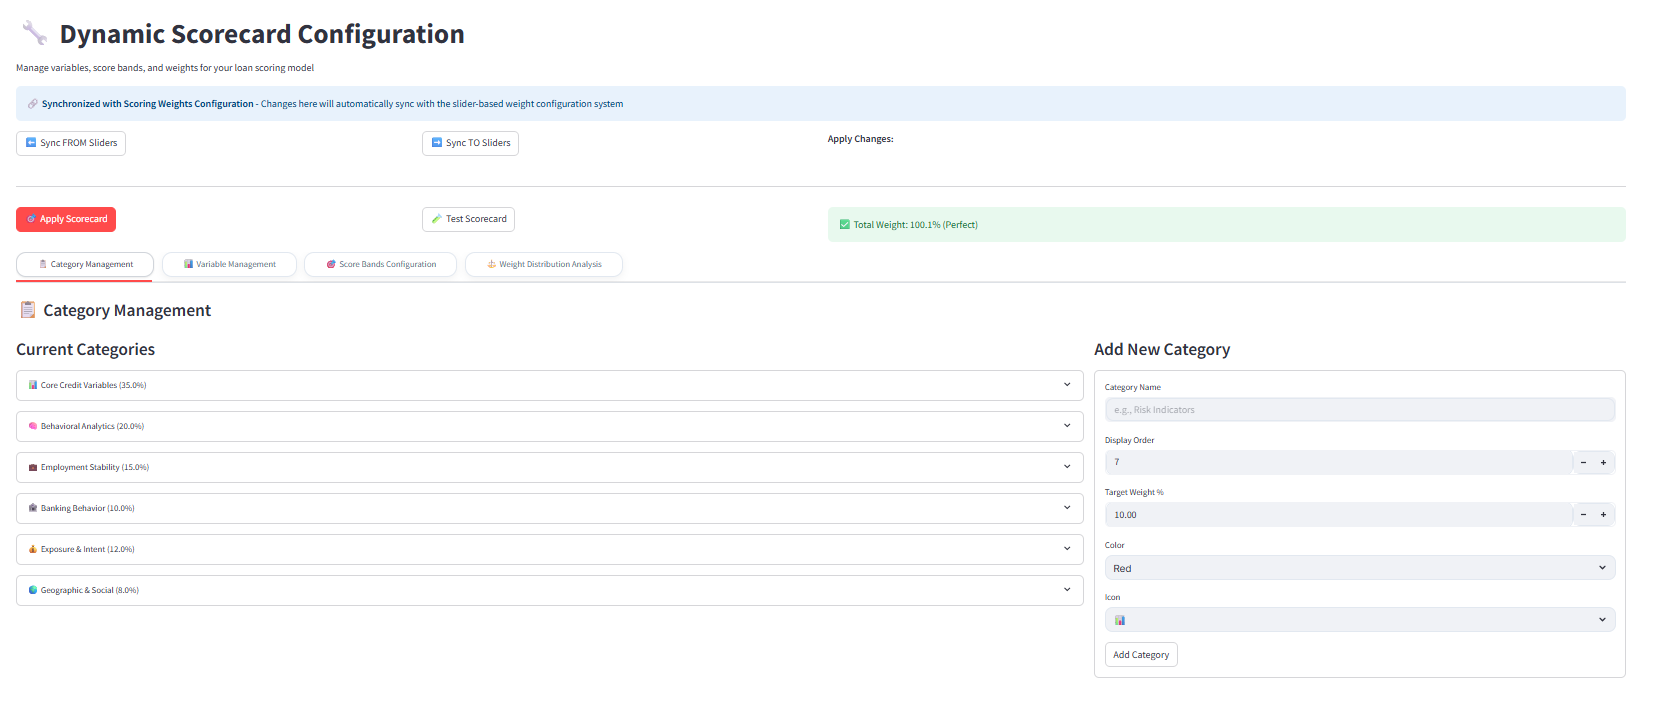 Dynamic Scorecard Configuration
Manage variables, score bands, and weights for your loan scoring model
Synchronized with Scoring Weights Configuration - Changes here will automatically sync with the slider-based weight configuration system
Sync FROM Sliders
Sync TO Sliders
Apply Changes:
Apply Scorecard
Test Scorecard
Total Weight: 100.1% (Perfect)
Category Management
Variable Management
Score Bands Configuration
Weight Distribution Analysis
Category Management
Current Categories
Core Credit Variables (35.0%)
Behavioral Analytics (20.0%)
Employment Stability (15.0%)
Banking Behavior (10.0%)
Exposure & Intent (12.0%)
Geographic & Social (8.0%)
Add New Category
Category Name
e.g., Risk Indicators
Display Order
7
Target Weight %
10.00
Color
Red
Icon
Add Category